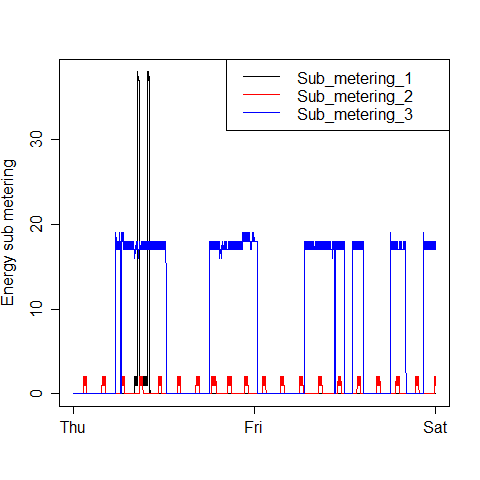 Sub_metering_1
Sub_metering_2
Sub_metering_3
Energy sub metering
30
20
10
0
Thu Fri Sat